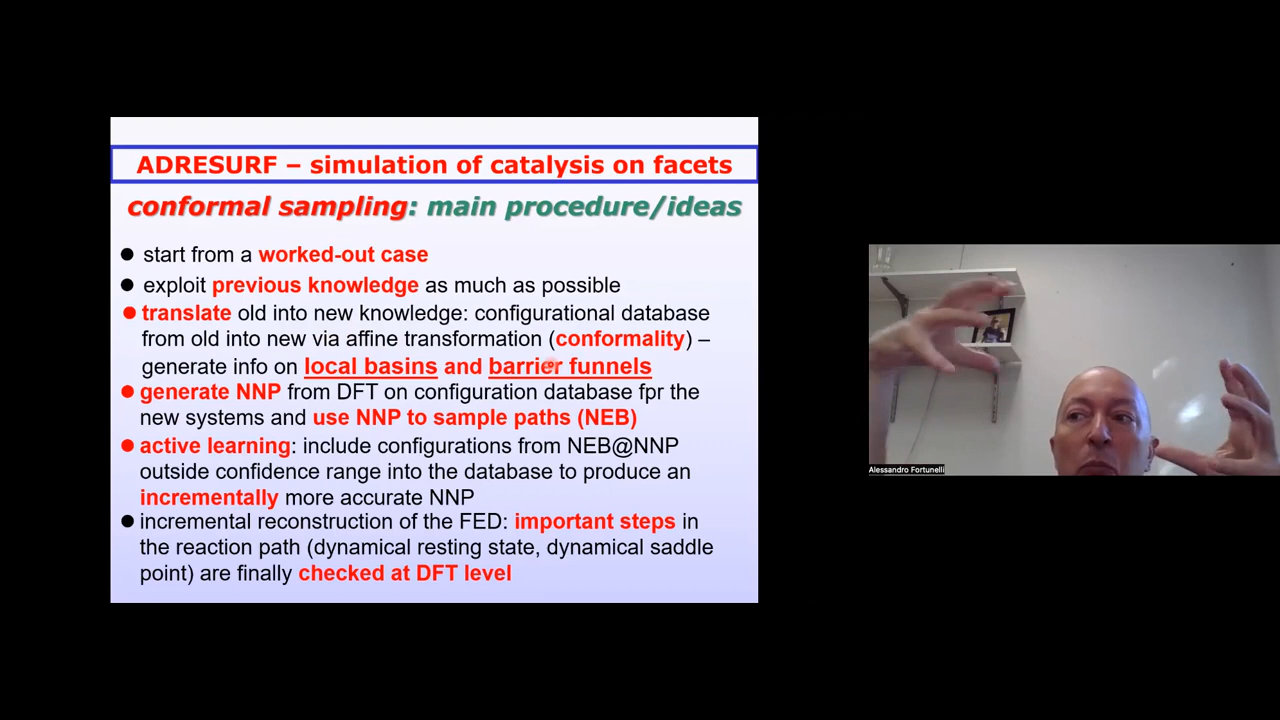 ADRESURF – simulation of catalysis on facets
conformal sampling: main procedure/ideas
● start from a worked-out case
● exploit previous knowledge as much as possible
● translate old into new knowledge: configurational database
from old into new via affine transformation (conformality) –
generate info on local basins and barrier funnels
● generate NNP from DFT on configuration database fpr the
new systems and use NNP to sample paths (NEB)
● active learning: include configurations from NEB@NNP
outside confidence range into the database to produce an
incrementally more accurate NNP
● incremental reconstruction of the FED: important steps in
the reaction path (dynamical resting state, dynamical saddle
point) are finally checked at DFT level
Alessandro Fortunelli